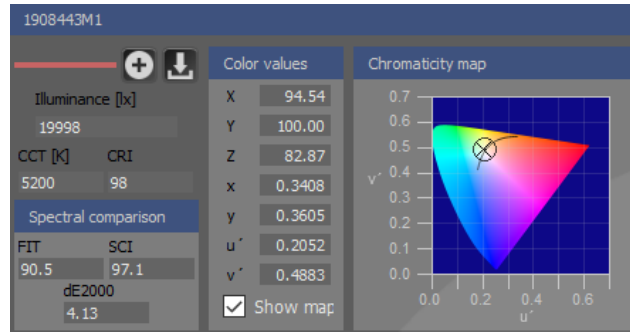 1908443M1
Illuminance [lx]
19998
CCT [K] CRI
5200 98
Spectral comparison
FIT SCI
90.5 97.1
dE2000
4.13
Color values
X 94.54
Y 100.00
Z 82.87
x 0.3408
y 0.3605
u´ 0.2052
v´ 0.4883
Show map
Chromaticity map
0.7
0.6
0.5
v´ 0.4
0.3
0.2
0.1
0.0
0.0 0.2 0.4 0.6
u´